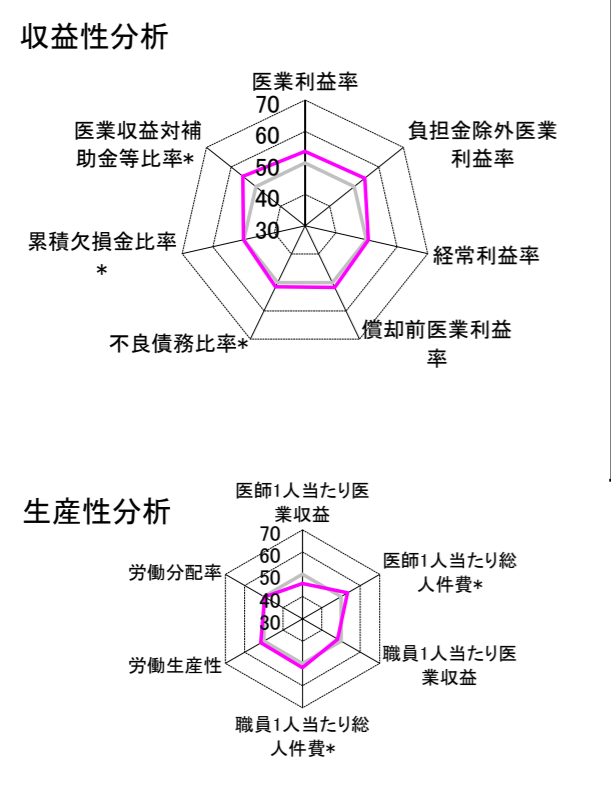 収益性分析
医業利益率
70
60
50
40
30
負担金除外医業
利益率
経常利益率
償却前医業利益
率
不良債務比率*
累積欠損金比率
*
医業収益対補
助金等比率*
生産性分析
医師1人当たり医
業収益
70
60
50
40
30
医師1人当たり総
人件費*
職員1人当たり医
業収益
職員1人当たり総
人件費*
労働生産性
労働分配率